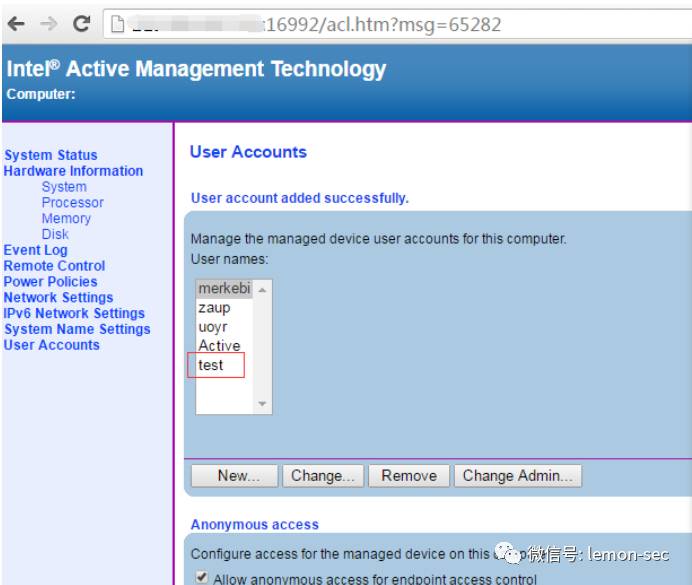 :16992/acl.htm?msg=65282
Intel® Active Management Technology
Computer:
System Status
Hardware Information
System
Processor
Memory
Disk
Event Log
Remote Control
Power Policies
Network Settings
IPv6 Network Settings
System Name Settings
User Accounts
User Accounts
User account added successfully.
Manage the managed device user accounts for this computer.
User names:
merkebi
zaup
uoyr
Active
test
New...
Change...
Remove
Change Admin...
Anonymous access
Configure access for the managed device on this
微信号: lemon-sec
Allow anonymous access for endpoint access control